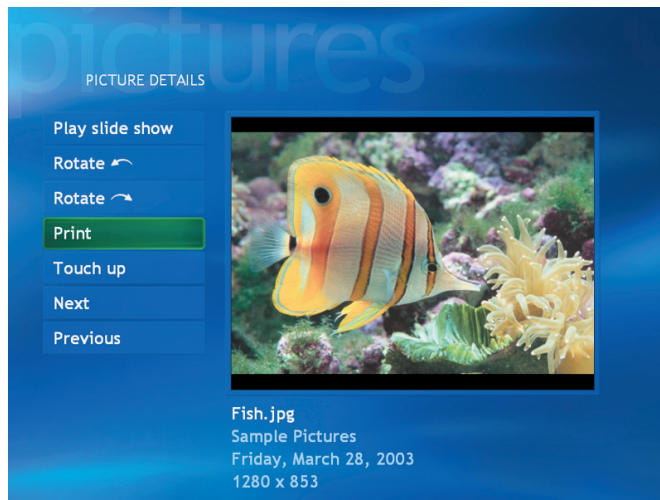 pictures
PICTURE DETAILS
Play slide show
Rotate
Rotate
Print
Touch up
Next
Previous
Fish.jpg
Sample Pictures
Friday, March 28, 2003
1280 x 853